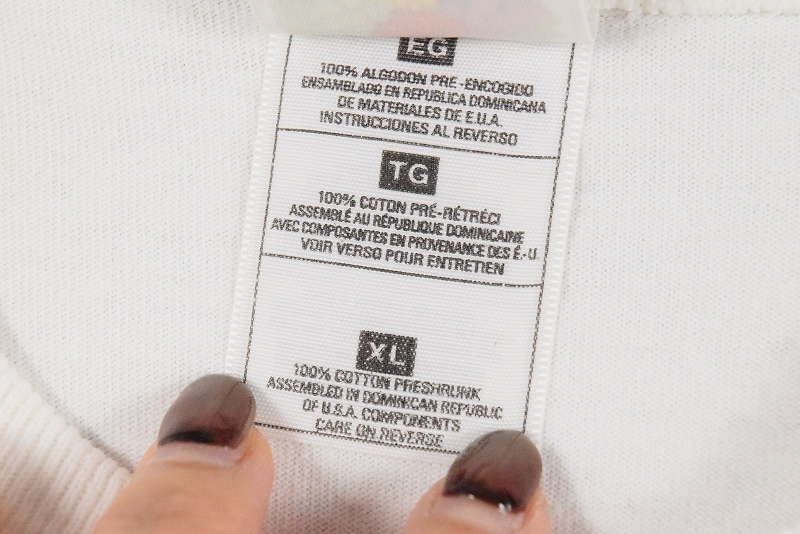 EG
100% ALGODON PRE-ENCOGIDO
ENSAMBLADO EN REPUBLICA DOMINICANA
DE MATERIALES DE E.U.A.
INSTRUCCIONES AL REVERSO
TG
100% COTON PRÉ-RÉTRÉCI
ASSEMBLÉ AU RÉPUBLIQUE DOMINICAINE
AVEC COMPOSANTES EN PROVENANCE DES É.-U
VOIR VERSO POUR ENTRETIEN
XL
100% COTTON PRESHRUNK
ASSEMBLED IN DOMINICAN REPUBLIC
OF U.S.A. COMPONENTS
CARE ON REVERSE